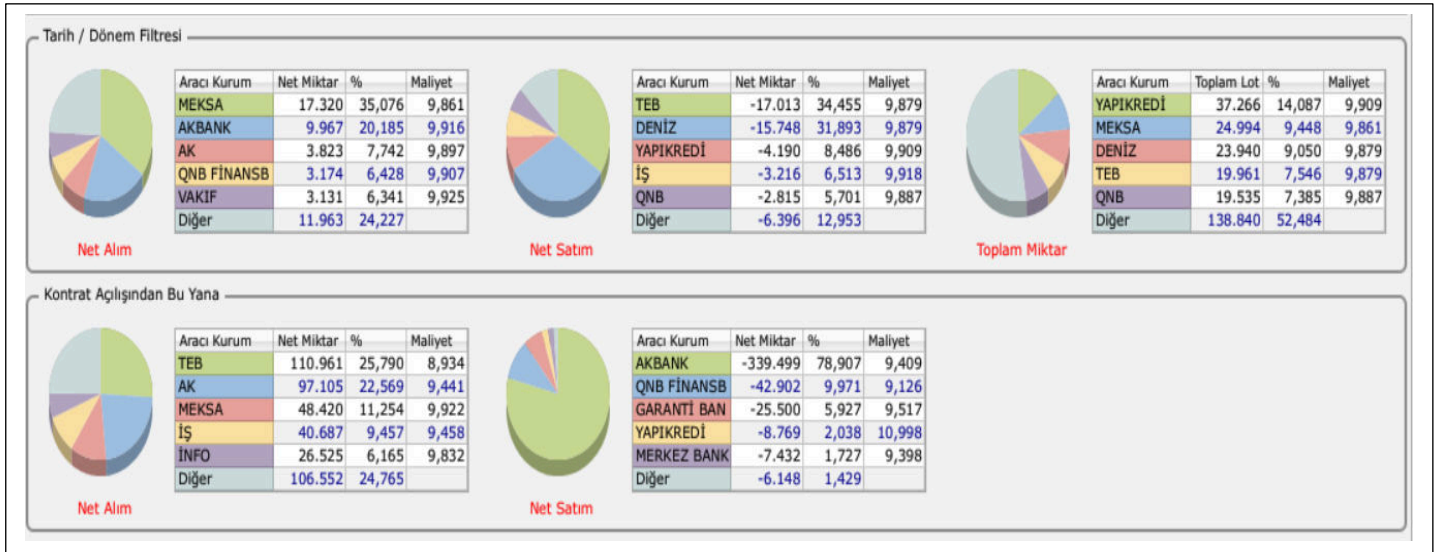 Tarih / Dönem Filtresi
Aracı Kurum Net Miktar % Maliyet
MEKSA 17.320 35,076 9,861
AKBANK 9.967 20,185 9,916
AK 3.823 7,742 9,897
QNB FİNANSB 3.174 6,428 9,907
VAKIF 3.131 6,341 9,925
Diğer 11.963 24,227
Net Alım
Aracı Kurum Net Miktar % Maliyet
TEB -17.013 34,455 9,879
DENİZ -15.748 31,893 9,879
YAPIKREDİ -4.190 8,486 9,909
İŞ -3.216 6,513 9,918
QNB -2.815 5,701 9,887
Diğer -6.396 12,953
Net Satım
Aracı Kurum Toplam Lot % Maliyet
YAPIKREDİ 37.266 14,087 9,909
MEKSA 24.994 9,448 9,861
DENİZ 23.940 9,050 9,879
TEB 19.961 7,546 9,879
QNB 19.535 7,385 9,887
Diğer 138.840 52,484
Toplam Miktar
Kontrat Açılışından Bu Yana
Aracı Kurum Net Miktar % Maliyet
TEB 110.961 25,790 8,934
AK 97.105 22,569 9,441
MEKSA 48.420 11,254 9,922
İŞ 40.687 9,457 9,458
İNFO 26.525 6,165 9,832
Diğer 106.552 24,765
Net Alım
Aracı Kurum Net Miktar % Maliyet
AKBANK -339.499 78,907 9,409
QNB FİNANSB -42.902 9,971 9,126
GARANTİ BAN -25.500 5,927 9,517
YAPIKREDİ -8.769 2,038 10,998
MERKEZ BANK -7.432 1,727 9,398
Diğer -6.148 1,429
Net Satım